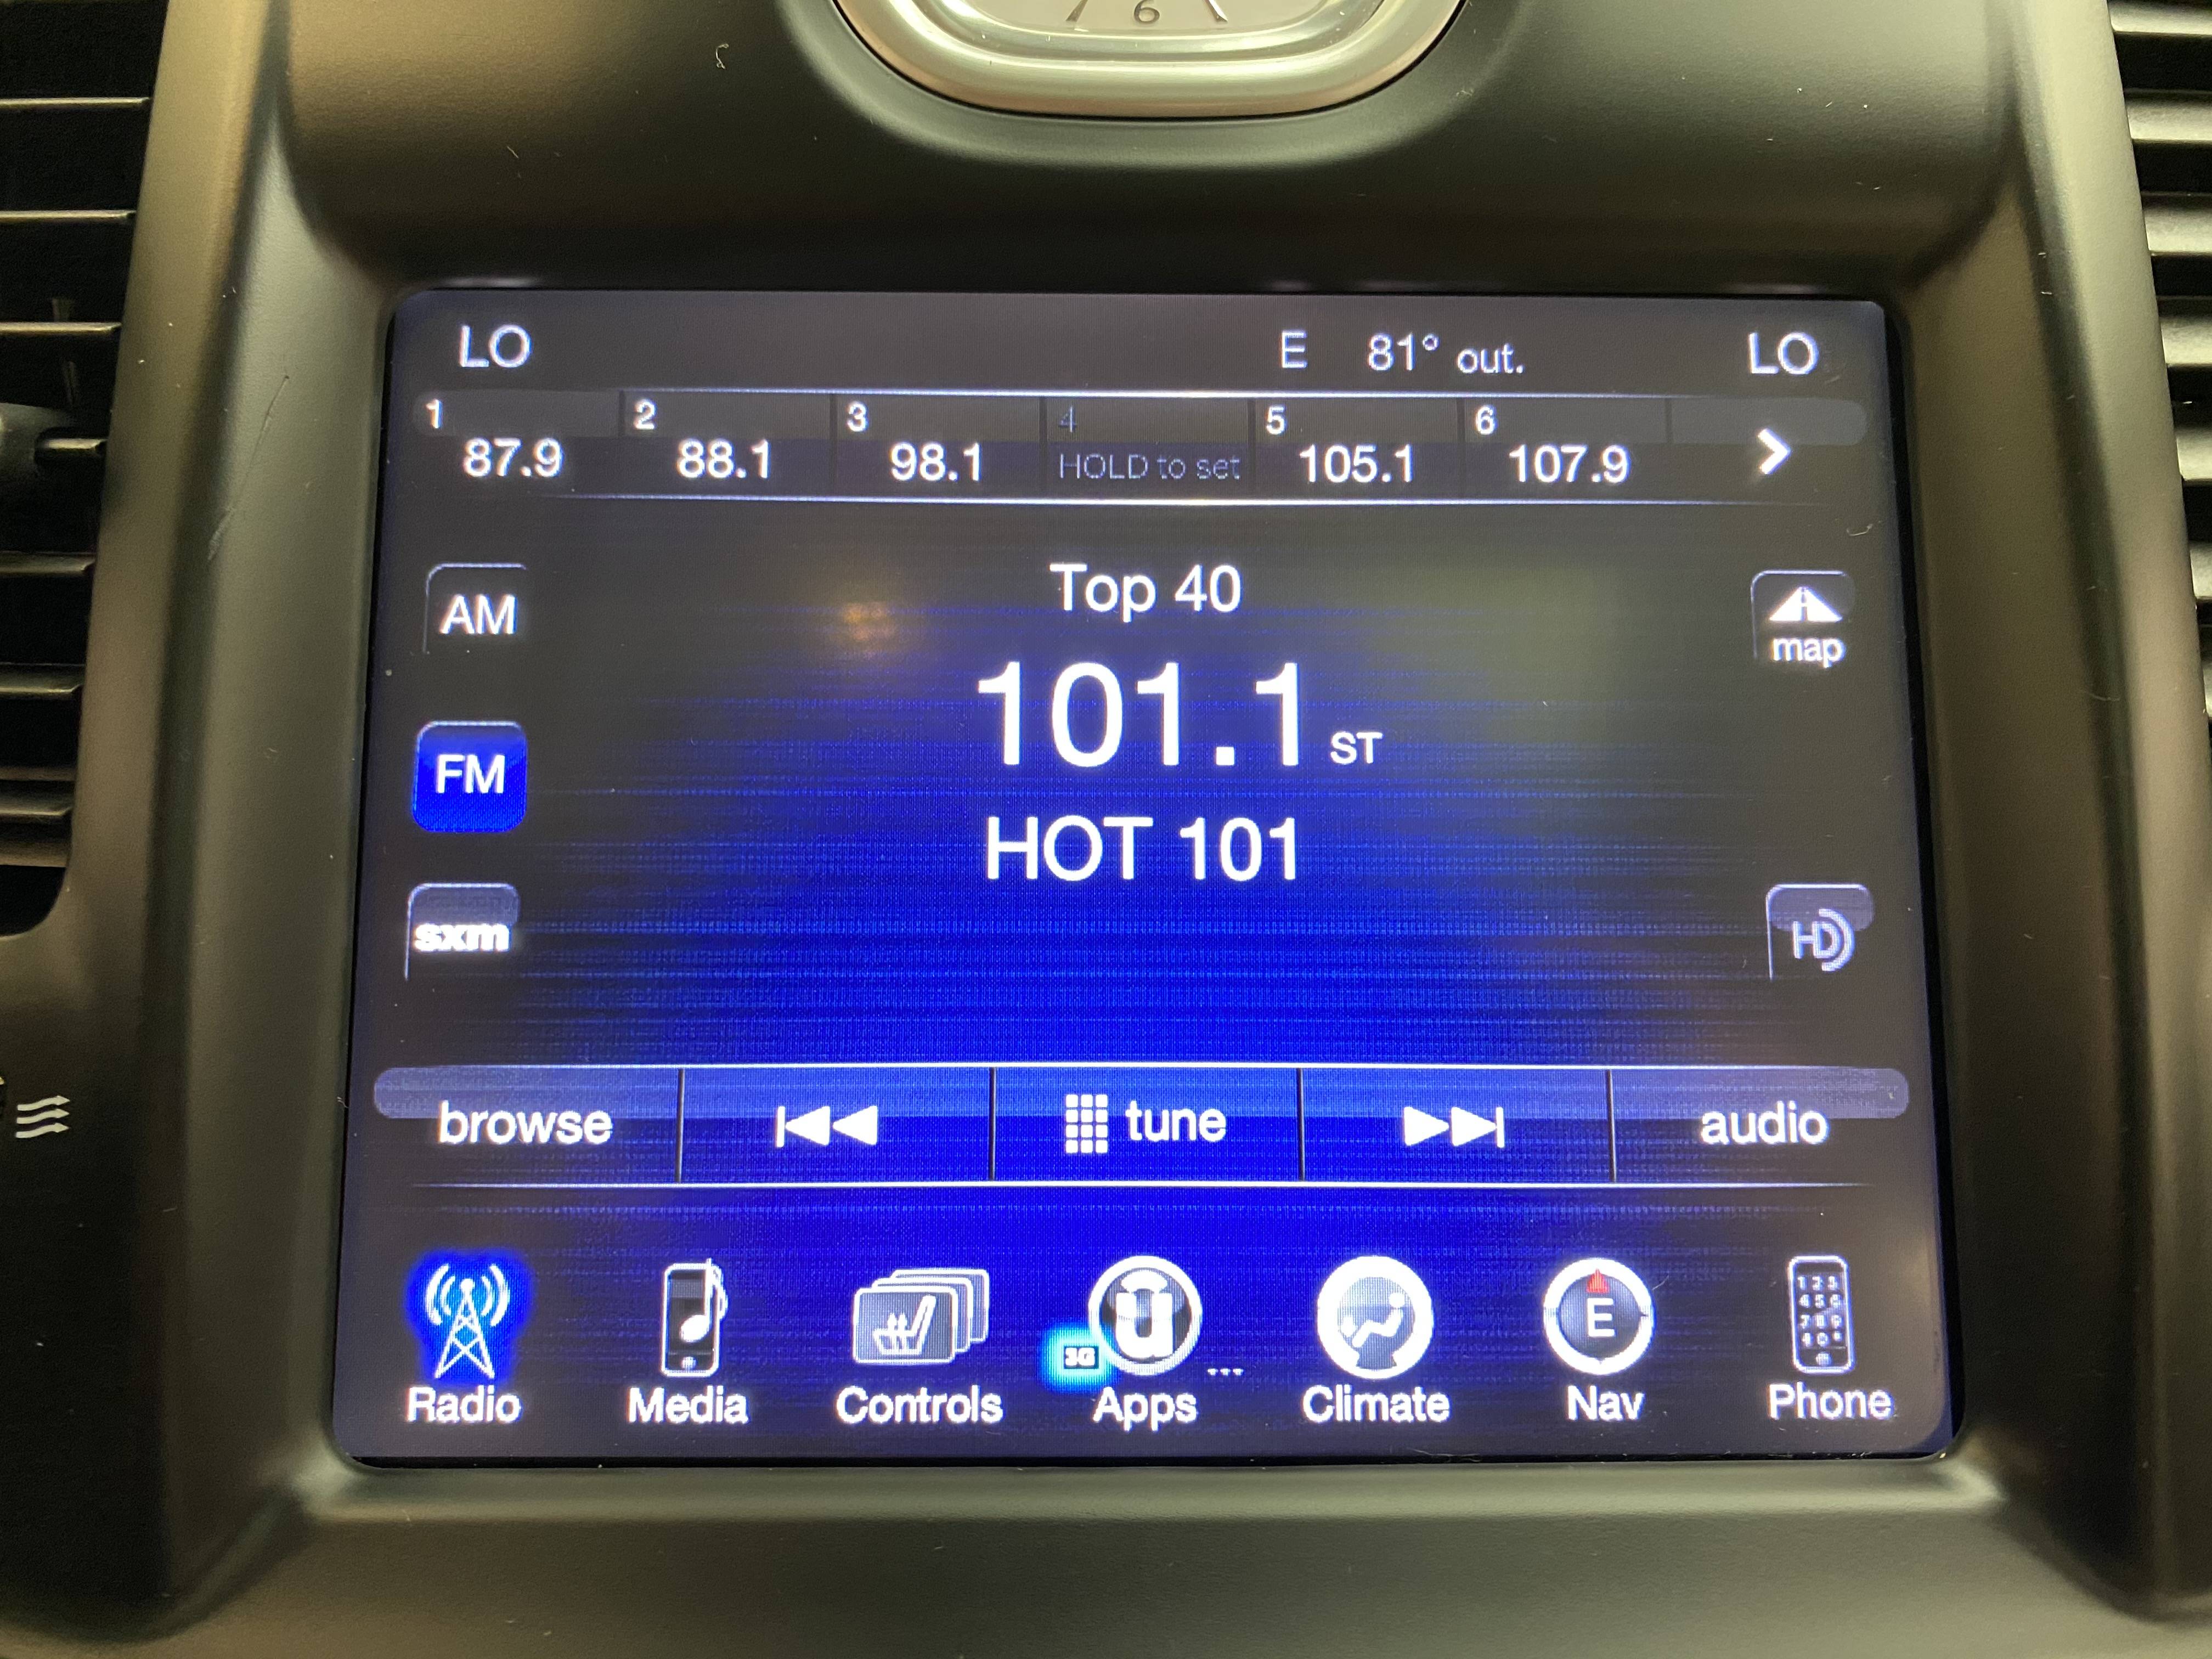 6
LO E 81° out. LO
1 2 3 4 5 6
87.9 88.1 98.1 HOLD to set 105.1 107.9
Top 40
AM
map
101.1 ST
FM
HOT 101
sxm
HD
browse tune audio
E
3G
Radio Media Controls Apps Climate Nav Phone